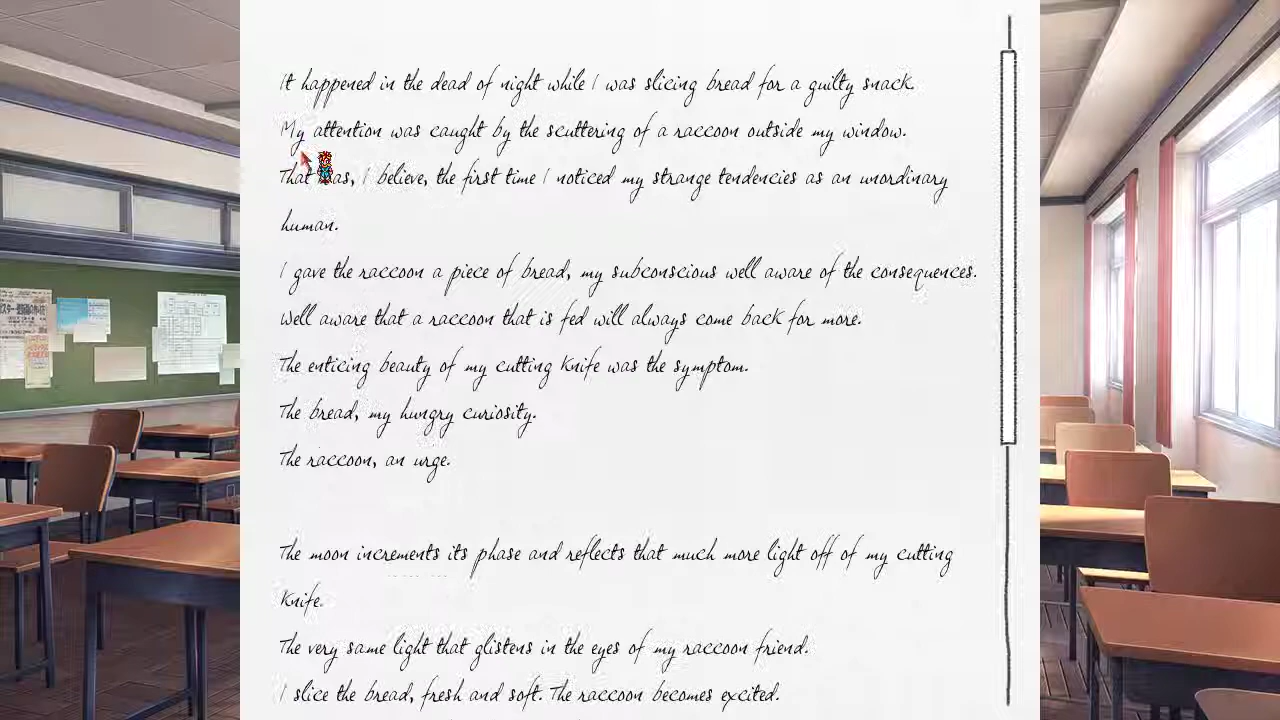 It happened in the dead of night while I was slicing bread for a guilty snack.
My attention was caught by the scuttering of a raccoon outside my window.
That was, I believe, the first time I noticed my strange tendencies as an unordinary
human.
I gave the raccoon a piece of bread, my subconscious well aware of the consequences.
Well aware that a raccoon that is fed will always come back for more.
The enticing beauty of my cutting knife was the symptom.
The bread, my hungry curiosity.
The raccoon, an urge.
The moon increments its phase and reflects that much more light off of my cutting
knife.
The very same light that glistens in the eyes of my raccoon friend.
I slice the bread, fresh and soft. The raccoon becomes excited.